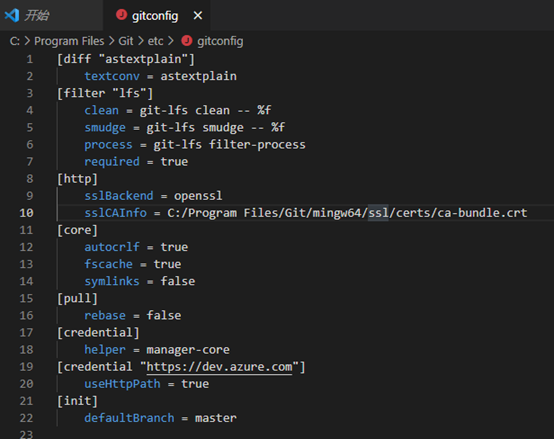 开始
gitconfig
C: > Program Files > Git > etc > gitconfig
1 [diff "astextplain"]
2 textconv = astextplain
3 [filter "lfs"]
4 clean = git-lfs clean -- %f
5 smudge = git-lfs smudge -- %f
6 process = git-lfs filter-process
7 required = true
8 [http]
9 sslBackend = openssl
10 sslCAInfo = C:/Program Files/Git/mingw64/ssl/certs/ca-bundle.crt
11 [core]
12 autocrlf = true
13 fscache = true
14 symlinks = false
15 [pull]
16 rebase = false
17 [credential]
18 helper = manager-core
19 [credential "https://dev.azure.com"]
20 useHttpPath = true
21 [init]
22 defaultBranch = master
23